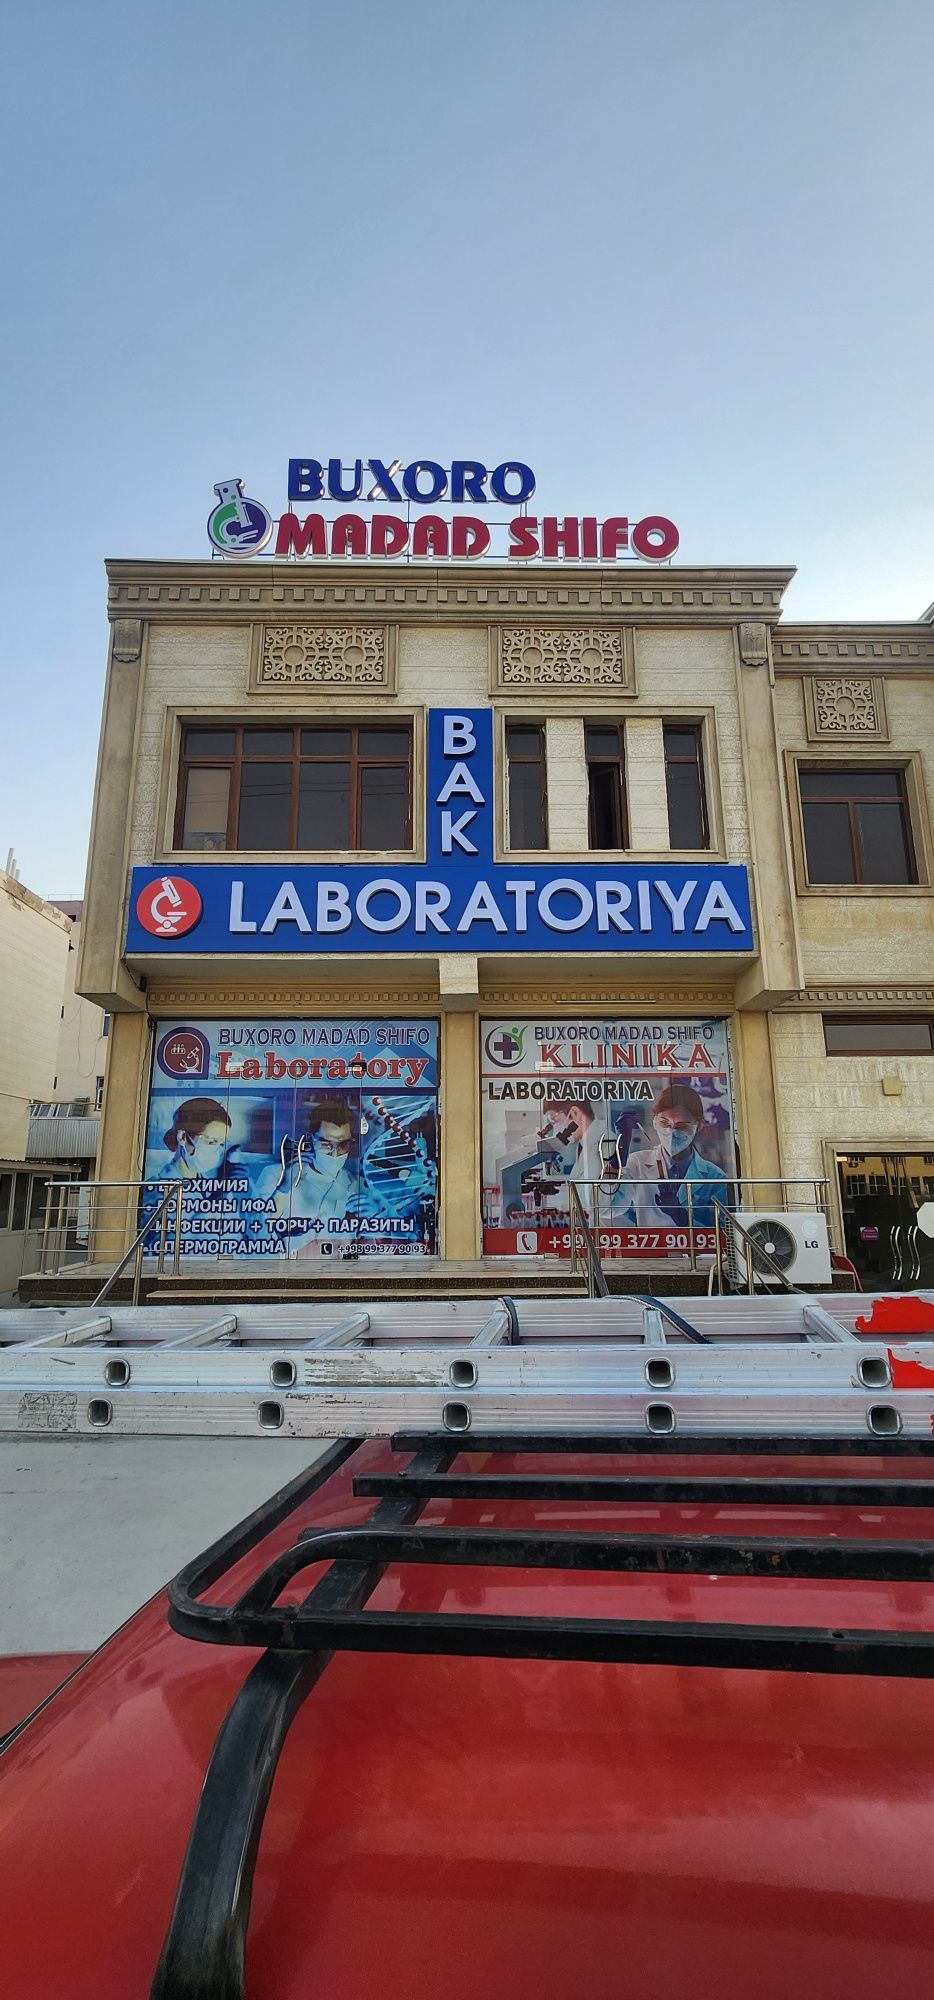 BUXORO
MADAD SHIFO
BAK
LABORATORIYA
BUXORO MADAD SHIFO
Laboratory
ГОРМОНЫ ИФА
ИНФЕКЦИИ + ТОРЧ + ПАРАЗИТЫ
СПЕРМОГРАММА
+998 99 377 90 93
BUXORO MADAD SHIFO
KLINIKA
LABORATORIYA
+998 99 377 90 93
LG